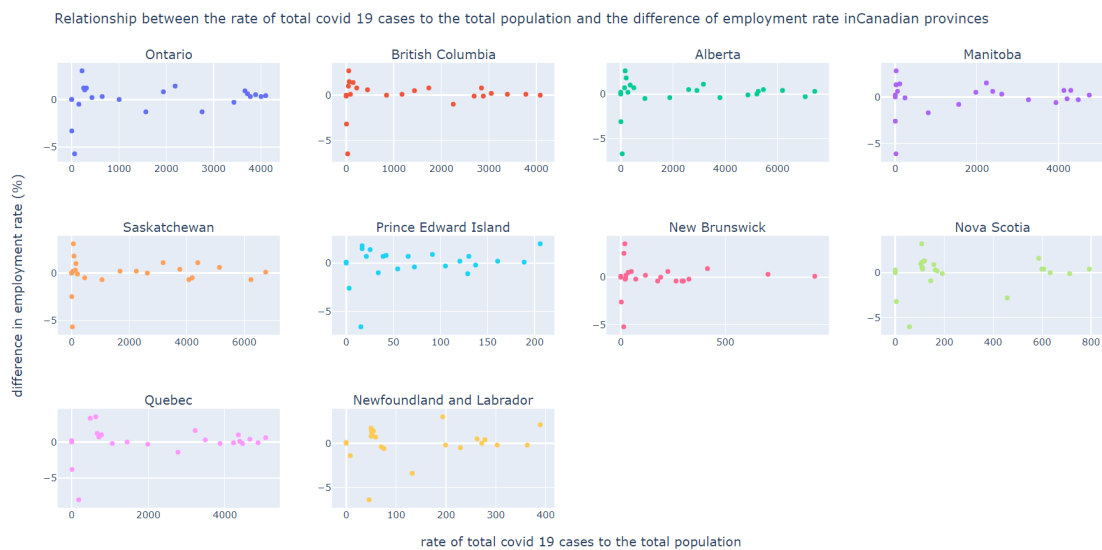 Relationship between the rate of total covid 19 cases to the total population and the difference of employment rate inCanadian provinces
Ontario
British Columbia
Alberta
Manitoba
0
−5
0 1000 2000 3000 4000
0
−5
0 1000 2000 3000 4000
0
−5
0 2000 4000 6000
0
−5
0 2000 4000
Saskatchewan
Prince Edward Island
New Brunswick
Nova Scotia
0
−5
0 2000 4000 6000
0
−5
0 50 100 150 200
0
−5
0 500
0
−5
0 200 400 600 800
Quebec
Newfoundland and Labrador
0
−5
0 2000 4000
0
−5
0 100 200 300 400
difference in employment rate (%)
rate of total covid 19 cases to the total population